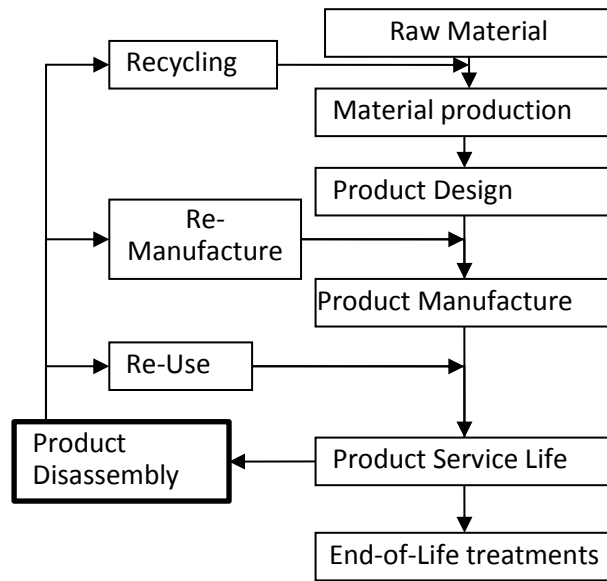 Raw Material
Recycling
Material production
Product Design
Re-
Manufacture
Product Manufacture
Re-Use
Product
Disassembly
Product Service Life
End-of-Life treatments